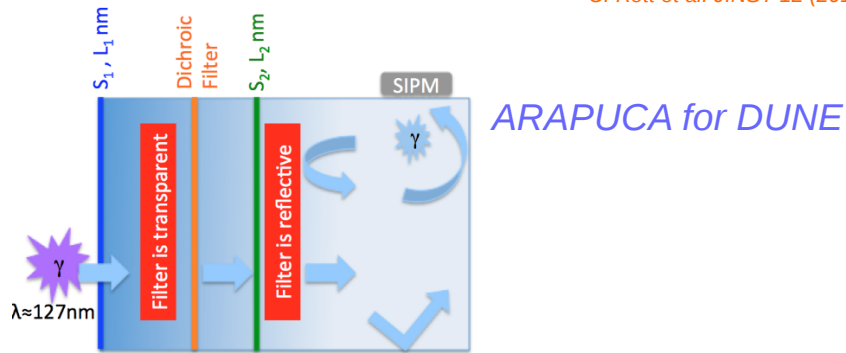 S₁, L₁ nm
Dichroic
Filter
S₂, L₂ nm
SIPM
ARAPUCA for DUNE
Filter is transparent
Filter is reflective
γ
γ
λ≈127nm